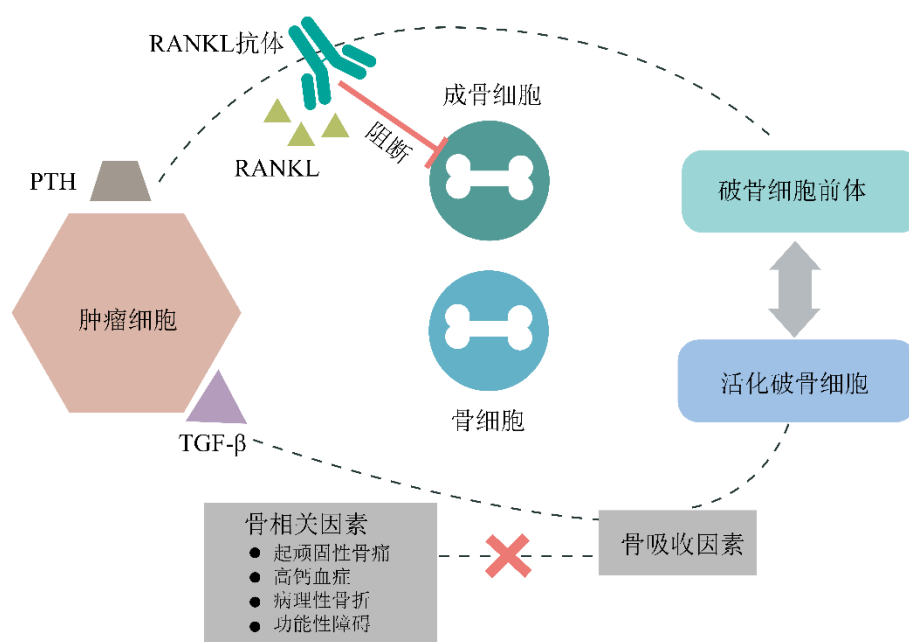 RANKL抗体
成骨细胞
阻断
RANKL
PTH
破骨细胞前体
肿瘤细胞
活化破骨细胞
骨细胞
TGF-β
骨相关因素
● 起顽固性骨痛
● 高钙血症
● 病理性骨折
● 功能性障碍
骨吸收因素